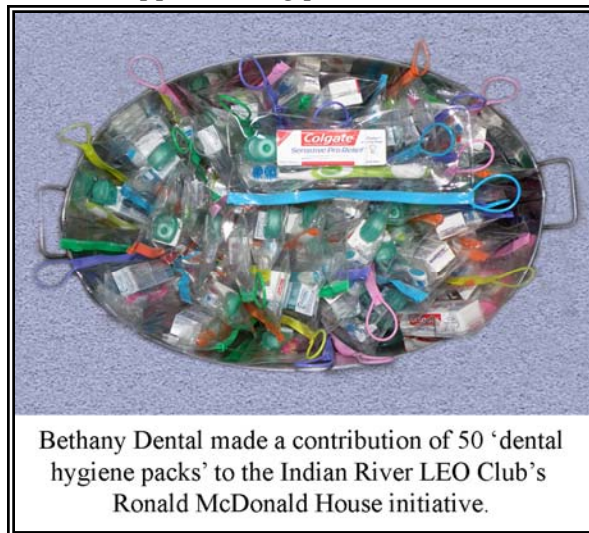 Colgate
Sensitive Pro-Relief
Bethany Dental made a contribution of 50 ‘dental
hygiene packs’ to the Indian River LEO Club’s
Ronald McDonald House initiative.